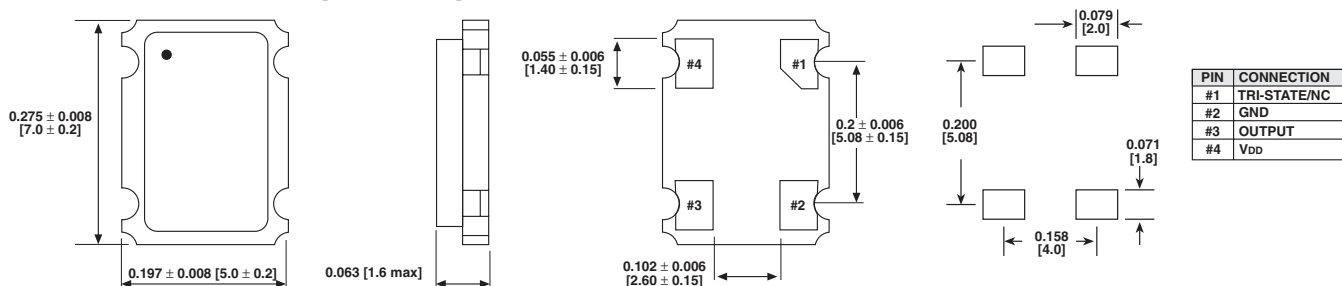 0.275 ± 0.008
[7.0 ± 0.2]
0.197 ± 0.008 [5.0 ± 0.2]
0.063 [1.6 max]
0.055 ± 0.006
[1.40 ± 0.15]
#4
#1
#3
#2
0.2 ± 0.006
[5.08 ± 0.15]
0.102 ± 0.006
[2.60 ± 0.15]
0.079
[2.0]
0.200
[5.08]
0.071
[1.8]
0.158
[4.0]
PIN CONNECTION
#1 TRI-STATE/NC
#2 GND
#3 OUTPUT
#4 VDD